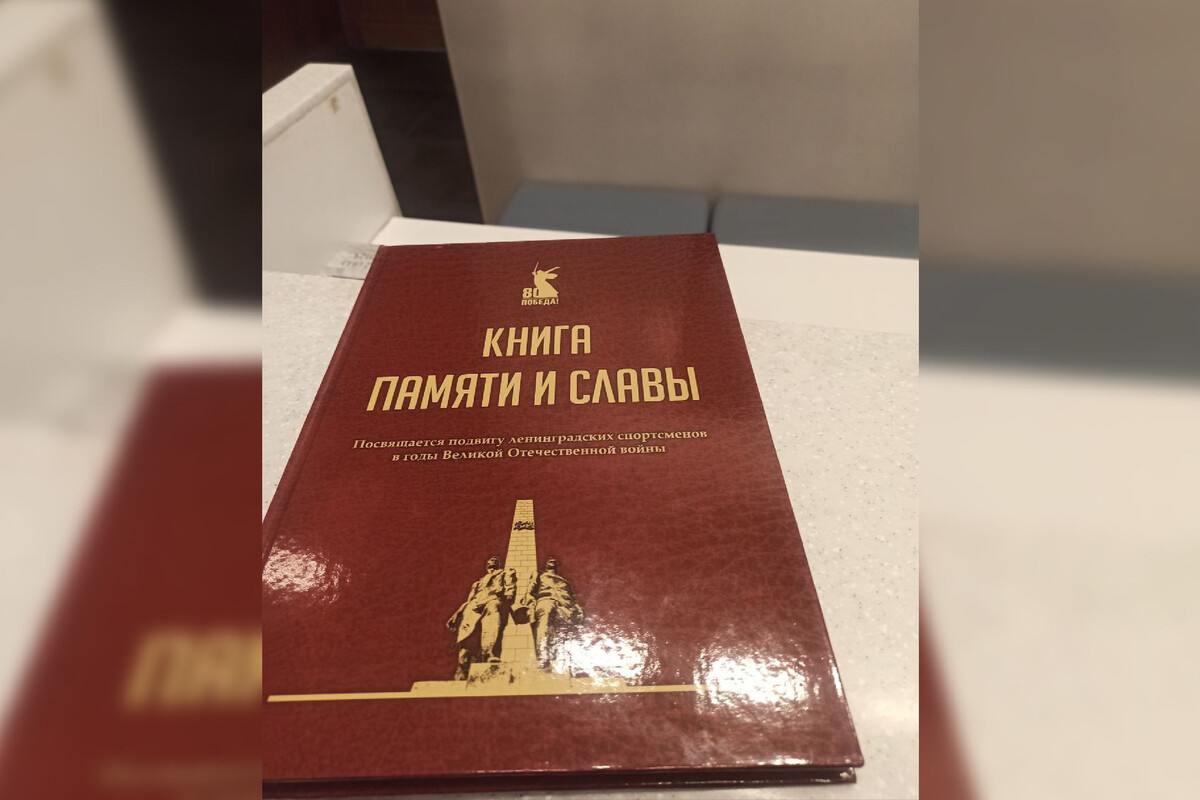 80
ПОБЕДА!
КНИГА
ПАМЯТИ И СЛАВЫ
Посвящается подвигу ленинградских спортсменов
в годы Великой Отечественной войны